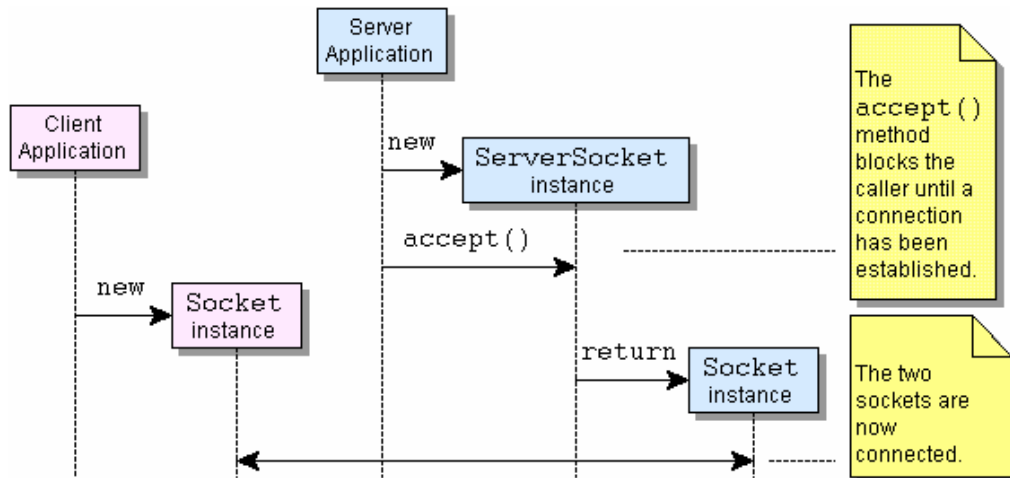 Server
Application
Client
Application
new
ServerSocket
instance
accept()
new
Socket
instance
return
Socket
instance
The
accept()
method
blocks the
caller until a
connection
has been
established.
The two
sockets are
now
connected.